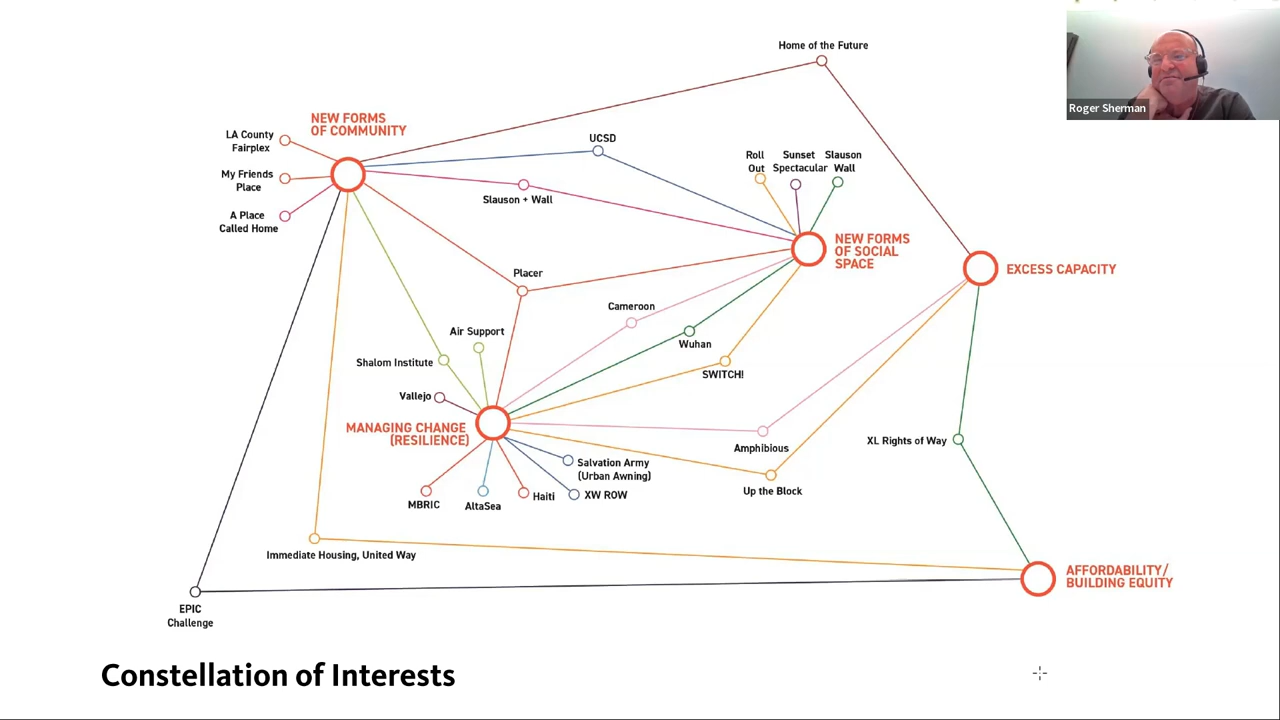 Home of the Future
Roger Sherman
NEW FORMS
OF COMMUNITY
LA County
Fairplex
UCSD
Roll
Out
Sunset
Spectacular
Slauson
Wall
My Friends
Place
Slauson + Wall
A Place
Called Home
NEW FORMS
OF SOCIAL
SPACE
EXCESS CAPACITY
Placer
Cameroon
Air Support
Wuhan
Shalom Institute
SWITCH!
Vallejo
MANAGING CHANGE
(RESILIENCE)
Amphibious
XL Rights of Way
Salvation Army
(Urban Awning)
Up the Block
XW ROW
Haiti
MBRIC
AltaSea
Immediate Housing, United Way
AFFORDABILITY/
BUILDING EQUITY
EPIC
Challenge
Constellation of Interests